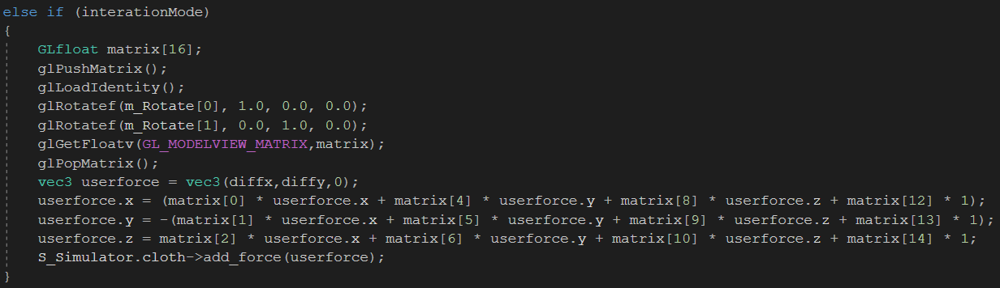 else if (interationMode)
{
GLfloat matrix[16];
glPushMatrix();
glLoadIdentity();
glRotatef(m_Rotate[0], 1.0, 0.0, 0.0);
glRotatef(m_Rotate[1], 0.0, 1.0, 0.0);
glGetFloatv(GL_MODELVIEW_MATRIX,matrix);
glPopMatrix();
vec3 userforce = vec3(diffx,diffy,0);
userforce.x = (matrix[0] * userforce.x + matrix[4] * userforce.y + matrix[8] * userforce.z + matrix[12] * 1);
userforce.y = -(matrix[1] * userforce.x + matrix[5] * userforce.y + matrix[9] * userforce.z + matrix[13] * 1);
userforce.z = matrix[2] * userforce.x + matrix[6] * userforce.y + matrix[10] * userforce.z + matrix[14] * 1;
S_Simulator.cloth->add_force(userforce);
}